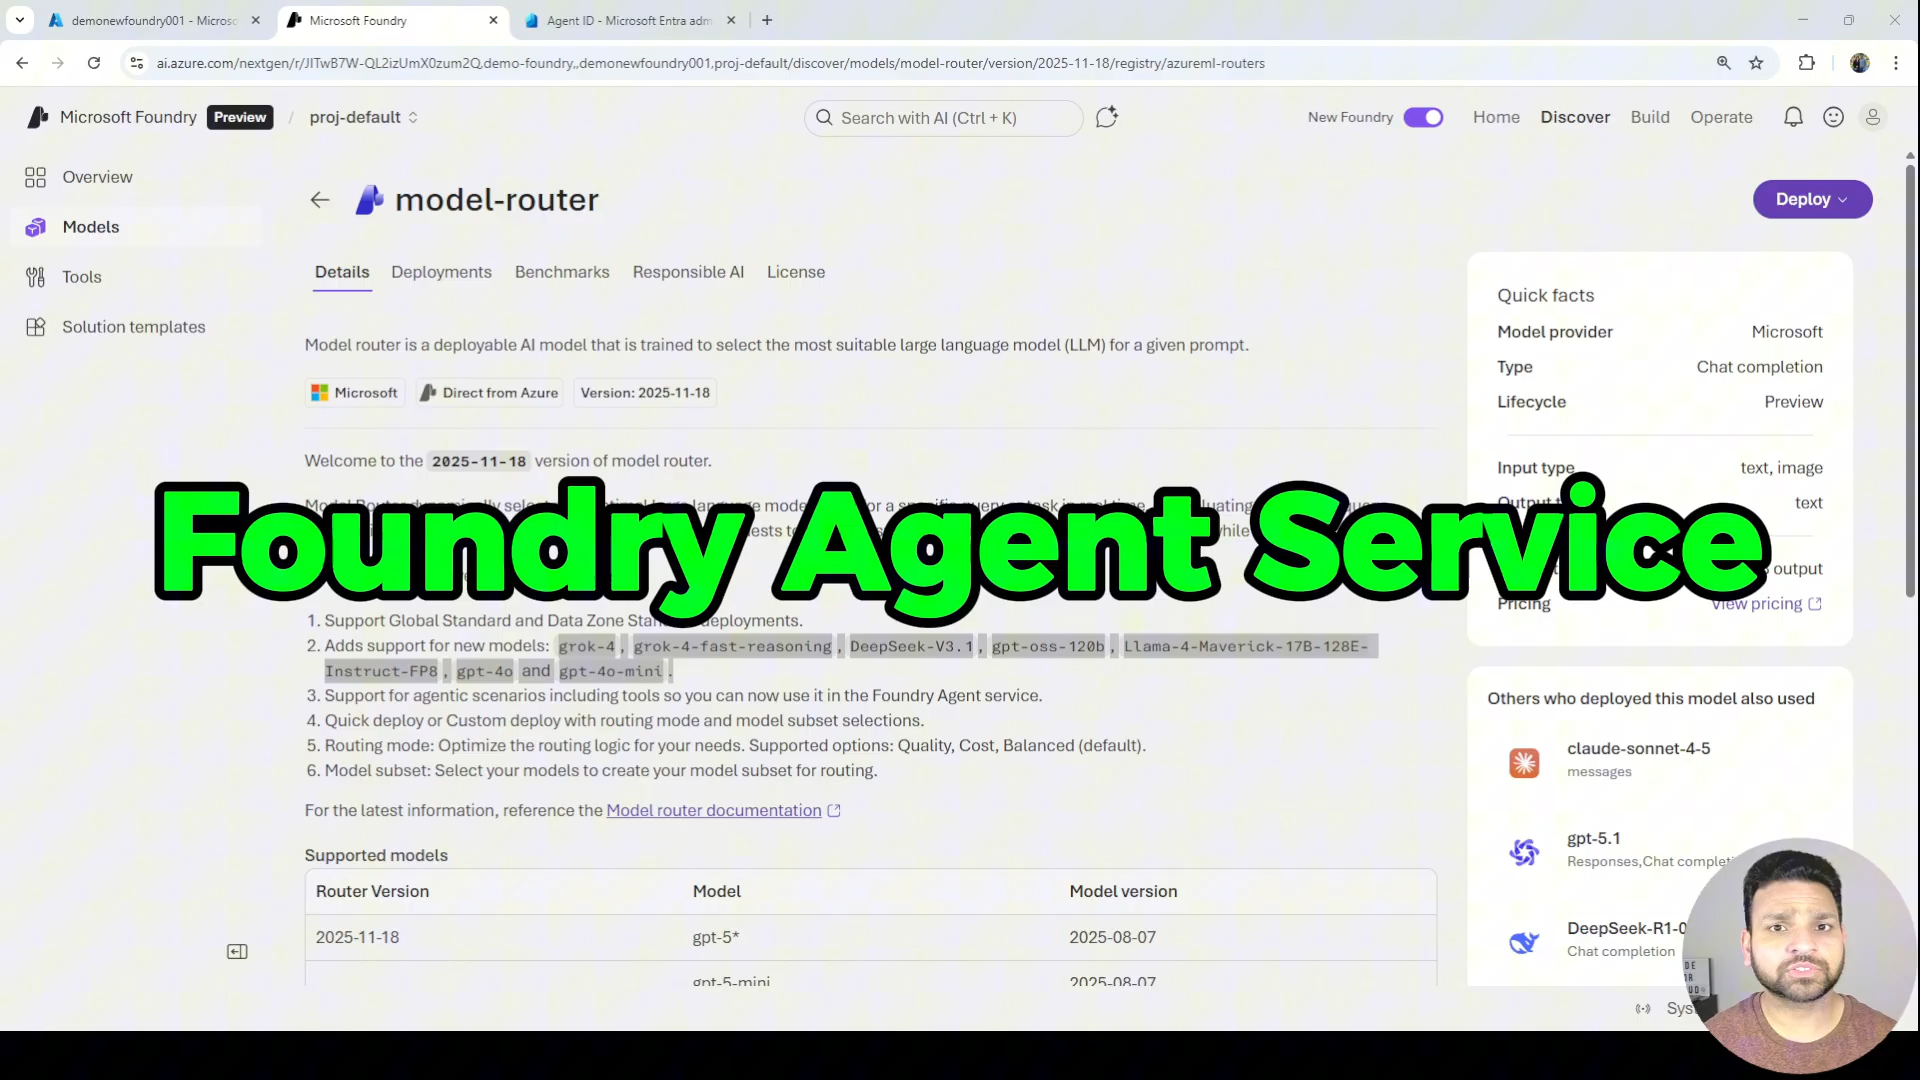 demonewfoundry001 - Micros
Microsoft Foundry
Agent ID - Microsoft Entra adm
ai.azure.com/nextgen/r/JITwB7W-QL2izUmX0zum2Q,demo-foundry,,demonewfoundry001,proj-default/discover/models/model-router/version/2025-11-18/registry/azureml-routers
Microsoft Foundry
Preview
/
proj-default
Search with AI (Ctrl + K)
New Foundry
Home
Discover
Build
Operate
Overview
Models
Tools
Solution templates
model-router
Deploy
Details
Deployments
Benchmarks
Responsible AI
License
Model router is a deployable AI model that is trained to select the most suitable large language model (LLM) for a given prompt.
Microsoft
Direct from Azure
Version: 2025-11-18
Welcome to the 2025-11-18 version of model router.
Foundry Agent Service
1. Support Global Standard and Data Zone Standard deployments.
2. Adds support for new models: grok-4, grok-4-fast-reasoning, DeepSeek-V3.1, gpt-oss-120b, Llama-4-Maverick-17B-128E-
Instruct-FP8, gpt-4o and gpt-4o-mini.
3. Support for agentic scenarios including tools so you can now use it in the Foundry Agent service.
4. Quick deploy or Custom deploy with routing mode and model subset selections.
5. Routing mode: Optimize the routing logic for your needs. Supported options: Quality, Cost, Balanced (default).
6. Model subset: Select your models to create your model subset for routing.
For the latest information, reference the Model router documentation
Supported models
Router Version
Model
Model version
2025-11-18
gpt-5*
2025-08-07
gpt-5-mini
2025-08-07
Quick facts
Model provider
Microsoft
Type
Chat completion
Lifecycle
Preview
Input type
text, image
text
output
Pricing
View pricing
Others who deployed this model also used
claude-sonnet-4-5
messages
gpt-5.1
Responses,Chat completi
DeepSeek-R1-0
Chat completion